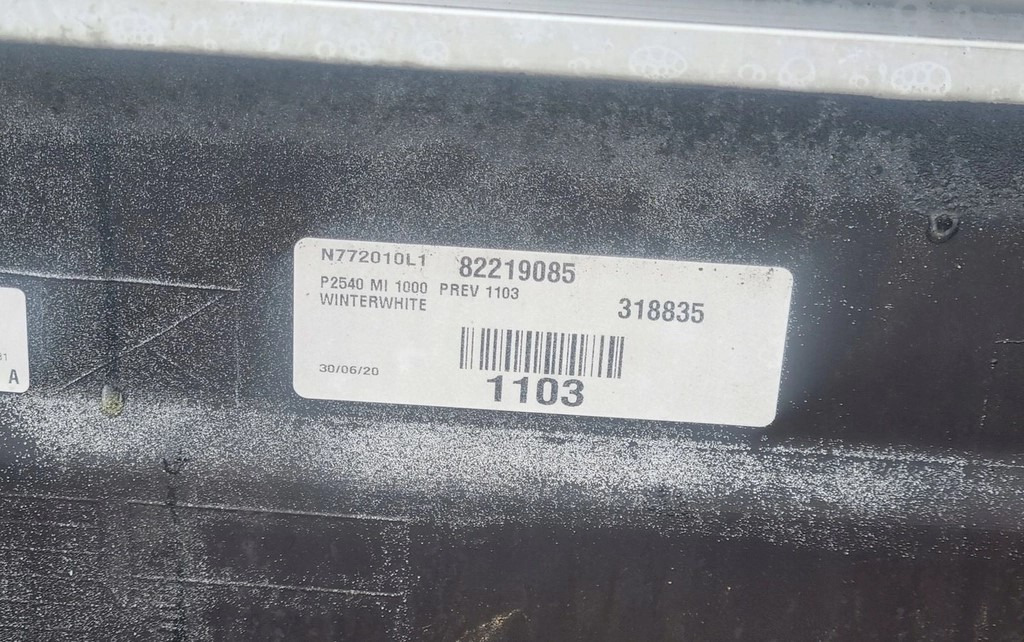 N772010L1 82219085
P2540 MI 1000 PREV 1103
WINTERWHITE
318835
30/06/20
1103
A